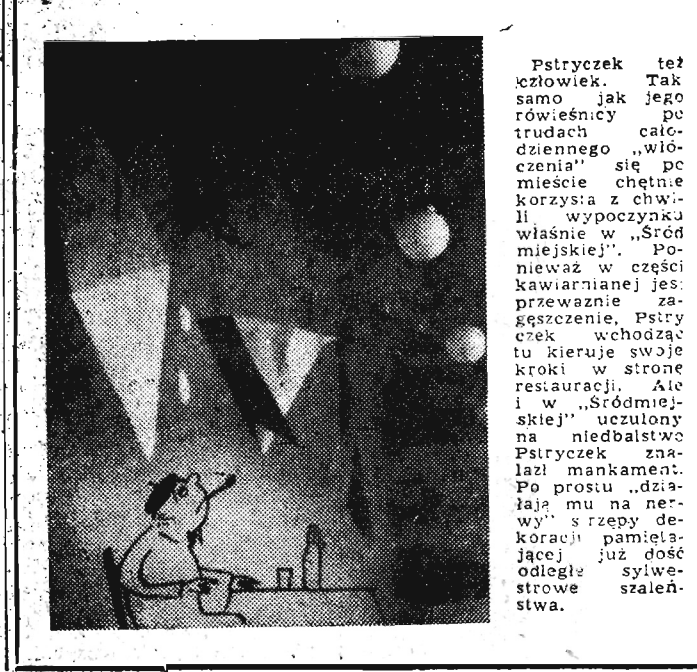 Pstryczek też
człowiek. Tak
samo jak jego
rówieśnicy po
trudach cało-
dziennego „włó-
czenia” się po
mieście chętnie
korzysta z chwi-
li wypoczynku
właśnie w „Śród
miejskiej”. Po-
nieważ w części
kawiarnianej jest
przeważnie za-
gęszczenie, Pstry
czek wchodząc
tu kieruje swoje
kroki w stronę
restauracji. Ale
i w „Śródmiej-
skiej” uczulony
na niedbalstwo
Pstryczek zna-
lazł mankament.
Po prostu „dzia-
łają mu na ner-
wy” strzępy de-
koracji pamięta-
jącej już dość
odległe sylwe-
strowe szaleń-
stwa.